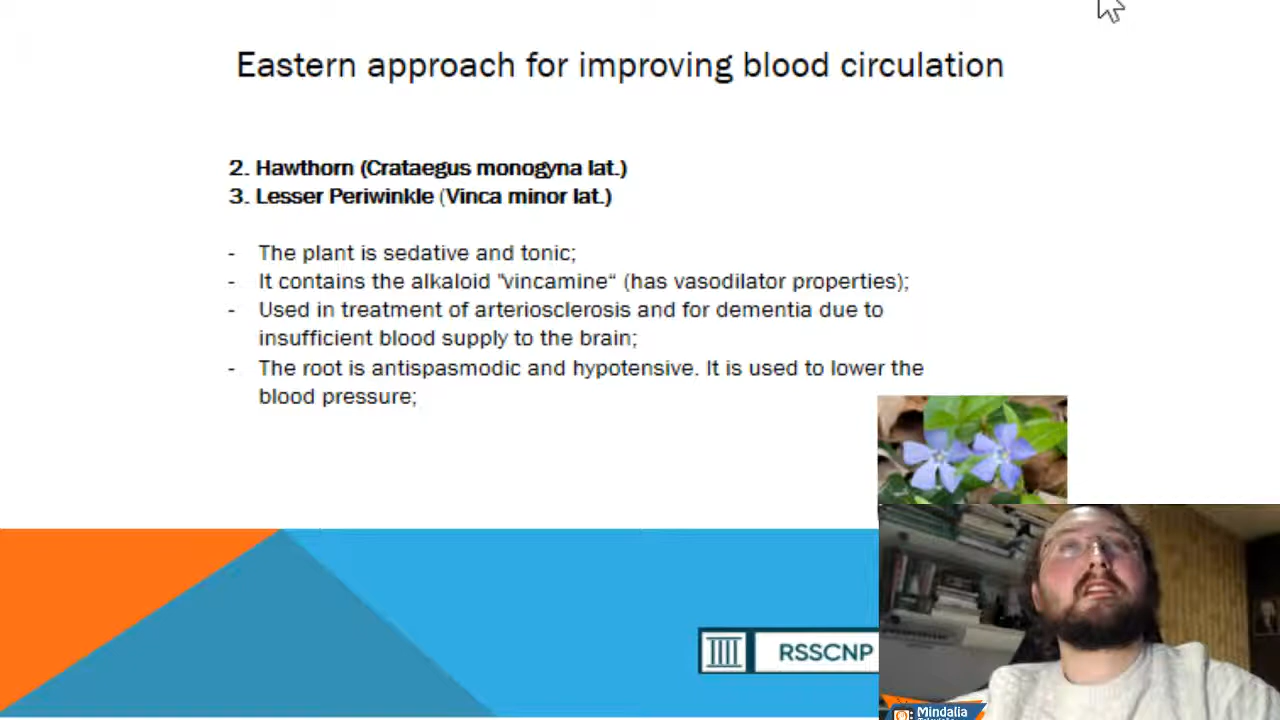 Eastern approach for improving blood circulation
2. Hawthorn (Crataegus monogyna lat.)
3. Lesser Periwinkle (Vinca minor lat.)
- The plant is sedative and tonic;
- It contains the alkaloid "vincamine“ (has vasodilator properties);
- Used in treatment of arteriosclerosis and for dementia due to
insufficient blood supply to the brain;
- The root is antispasmodic and hypotensive. It is used to lower the
blood pressure;
RSSCNP
Mindalia